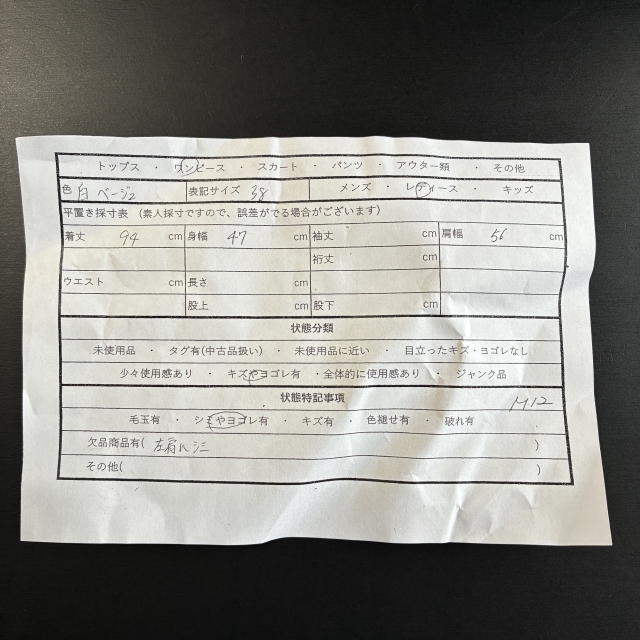 トップス ・ ワンピース ・ スカート ・ パンツ ・ アウター類 ・ その他
色 白 ベージュ 表記サイズ 38 メンズ ・ レディース ・ キッズ
平置き採寸表 (素人採寸ですので、誤差がでる場合がございます)
着丈 94 cm 身幅 47 cm 袖丈 cm 肩幅 56 cm
裄丈 cm
ウエスト cm 長さ cm
股上 cm 股下 cm
状態分類
未使用品 ・ タグ有(中古品扱い) ・ 未使用品に近い ・ 目立ったキズ・ヨゴレなし
少々使用感あり ・ キズやヨゴレ有 ・全体的に使用感あり ・ ジャンク品
状態特記事項 M12
毛玉有 ・ シミやヨゴレ有 ・ キズ有 ・ 色褪せ有 ・ 破れ有
欠品商品有( 左肩にシミ )
その他( )